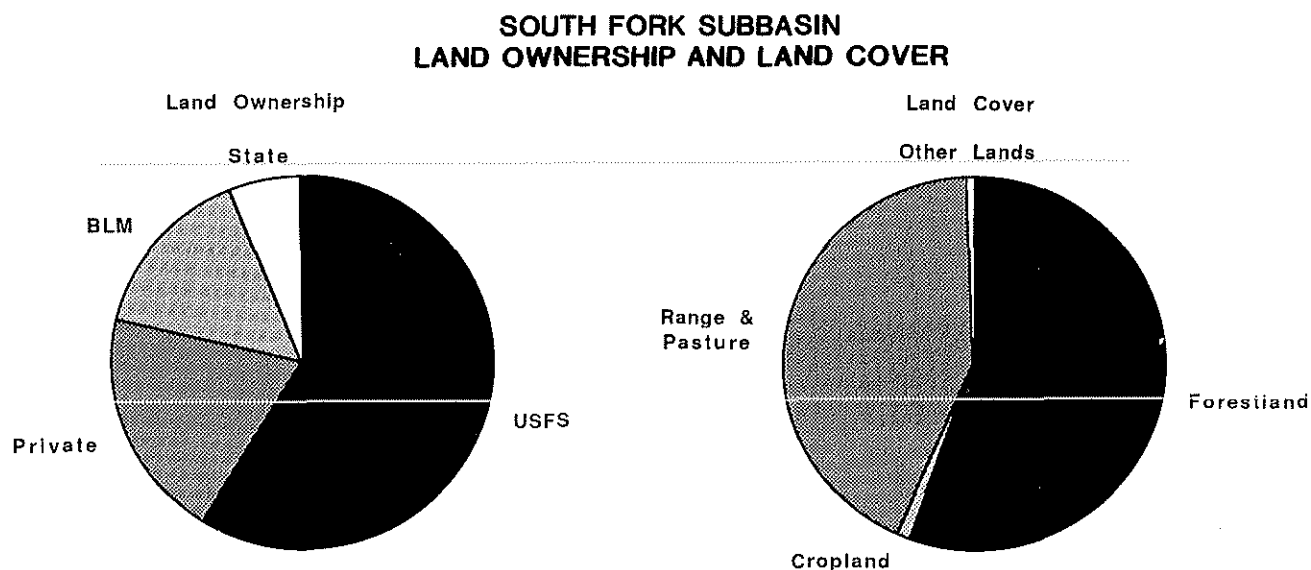 SOUTH FORK SUBBASIN
LAND OWNERSHIP AND LAND COVER
Land Ownership
Land Cover
State
Other Lands
BLM
Range &
Pasture
Forestland
USFS
Private
Cropland